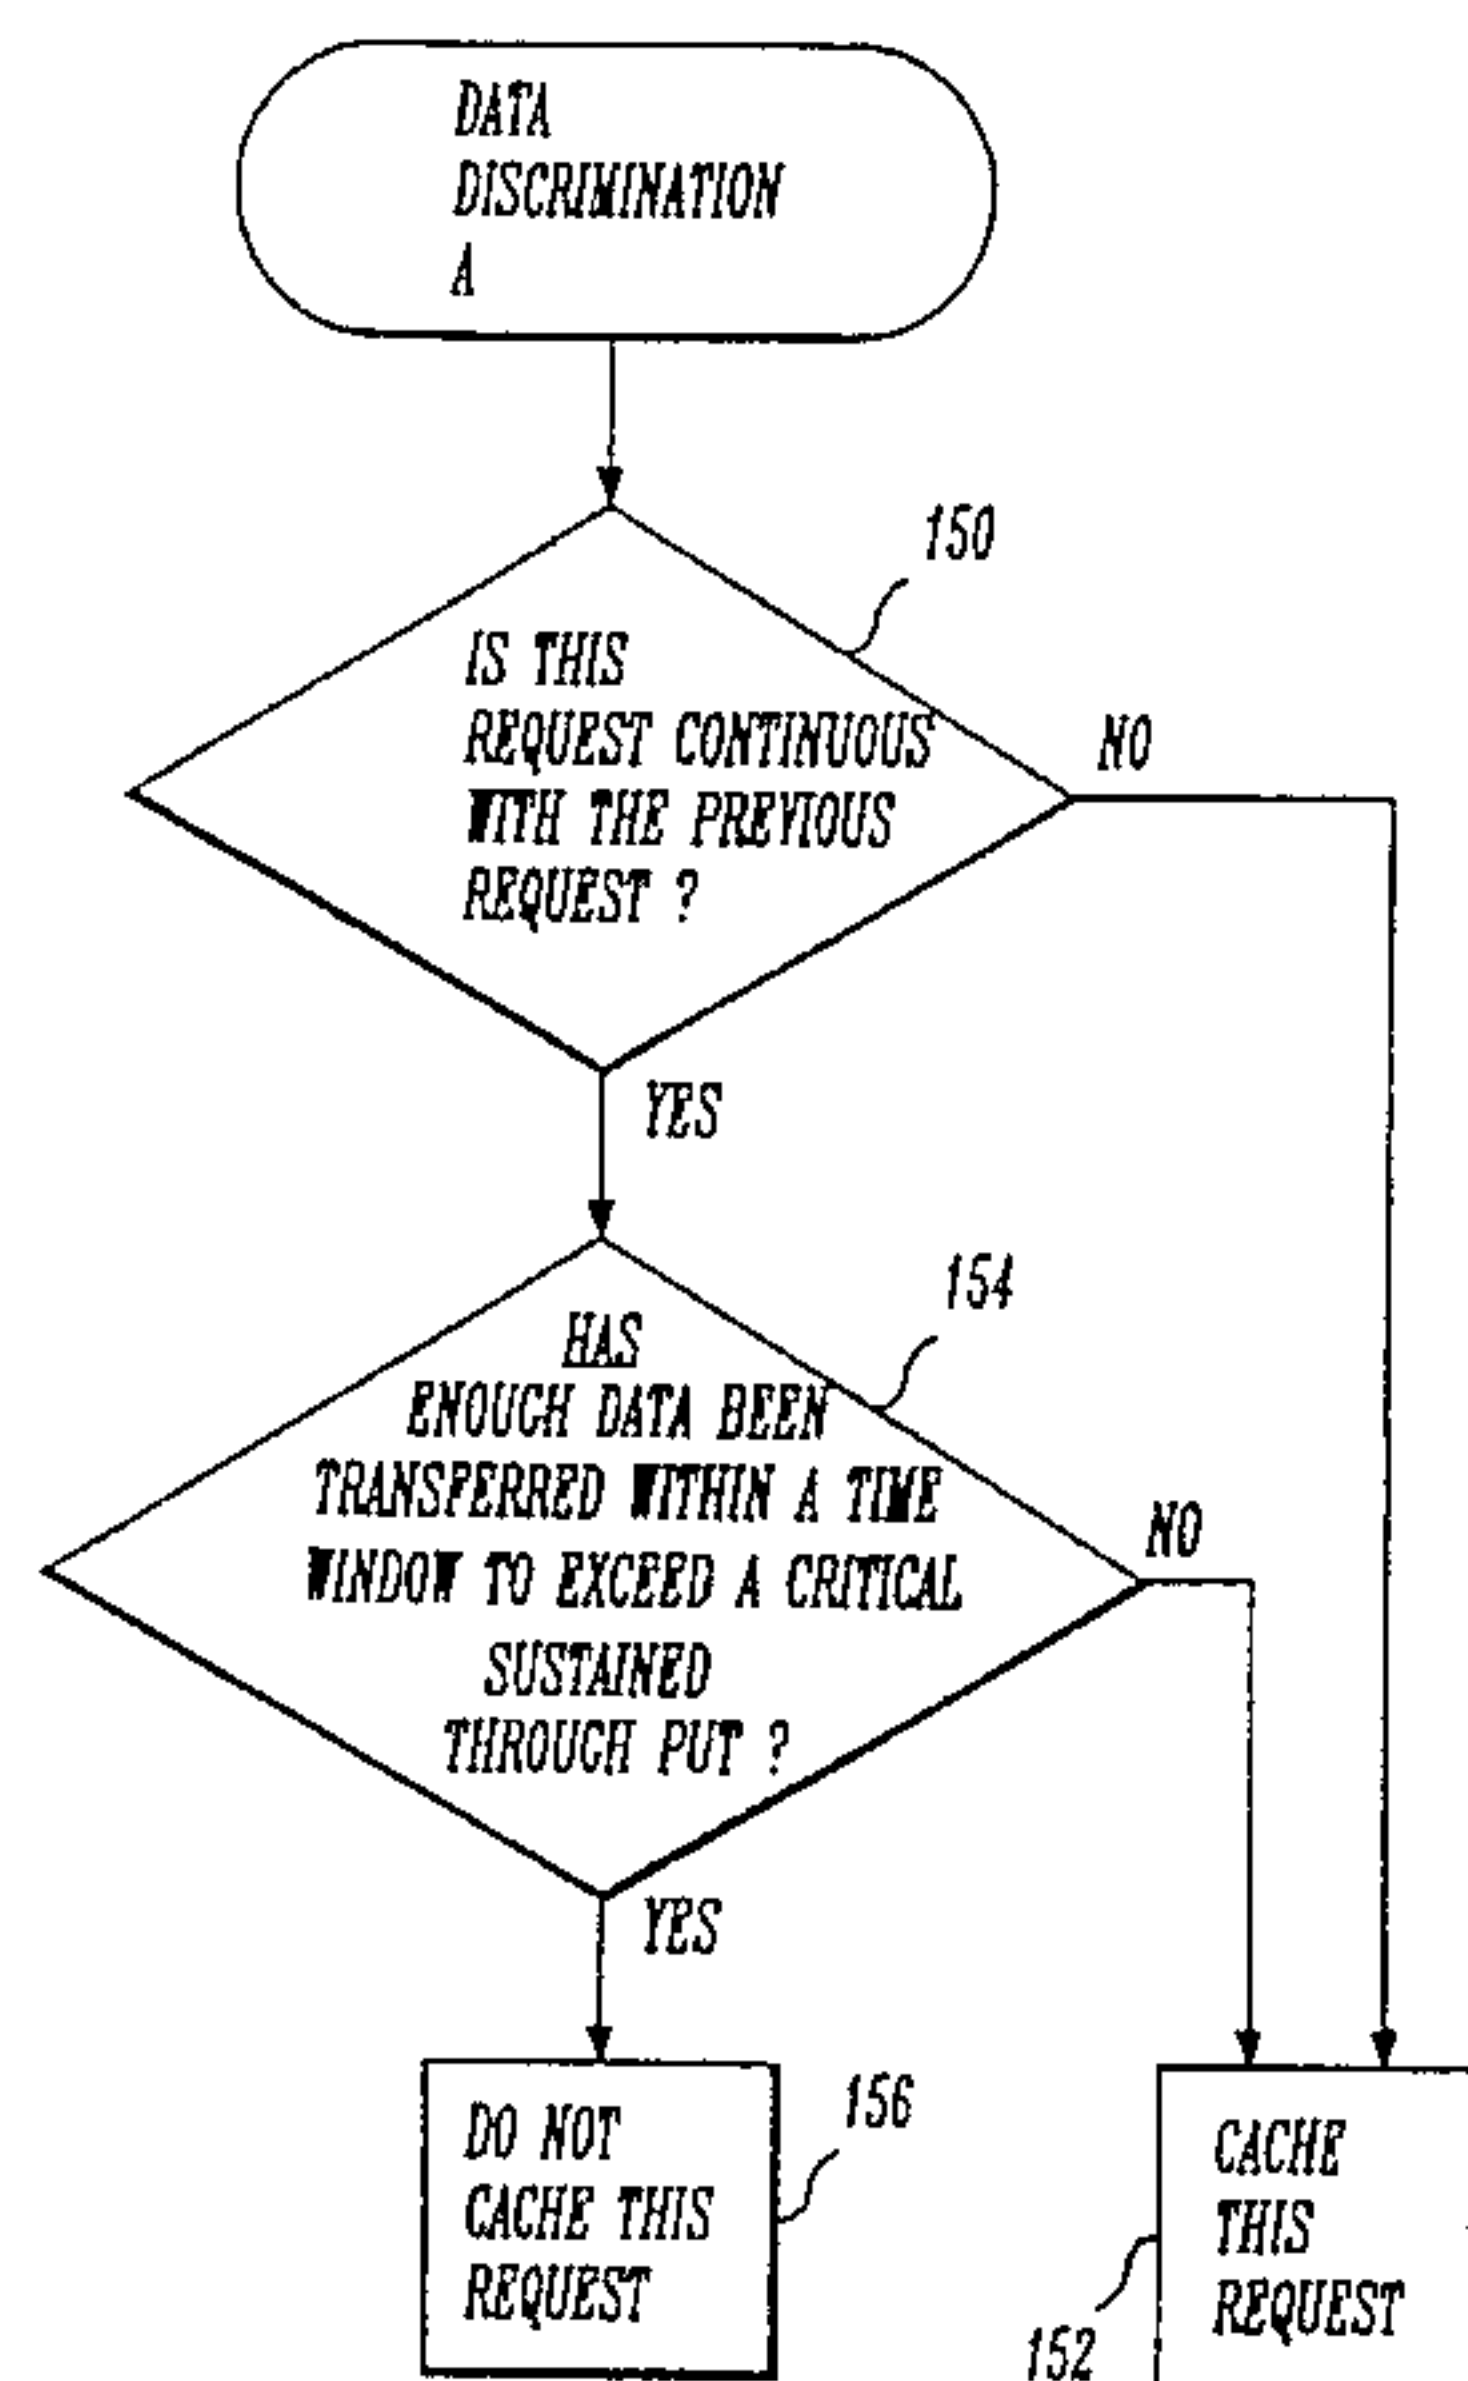 DATA
DISCRIMINATION
A
150
IS THIS
REQUEST CONTINUOUS
WITH THE PREVIOUS
REQUEST ?
NO
YES
154
HAS
ENOUGH DATA BEEN
TRANSFERRED WITHIN A TIME
WINDOW TO EXCEED A CRITICAL
SUSTAINED
THROUGH PUT ?
NO
YES
DO NOT
CACHE THIS
REQUEST
156
CACHE
THIS
REQUEST
152